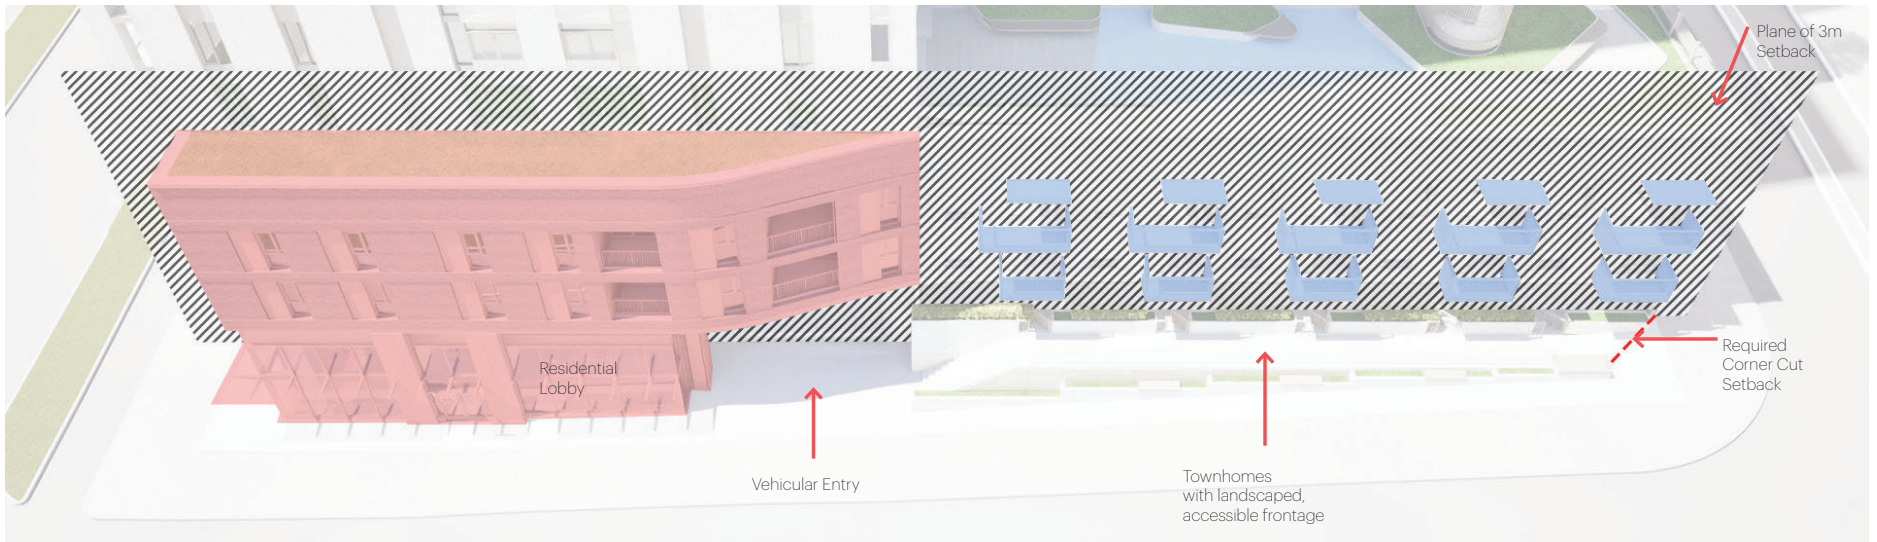 Plane of 3m
Setback
Residential
Lobby
Required
Corner Cut
Setback
Vehicular Entry
Townhomes
with landscaped,
accessible frontage